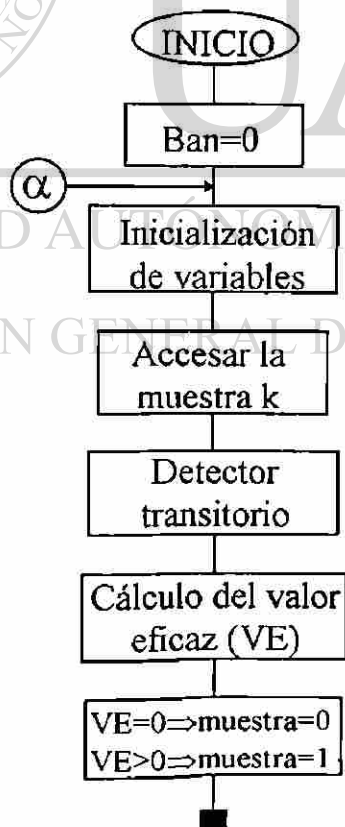 INICIO
Ban=0
α
Inicialización
de variables
Accesar la
muestra k
Detector
transitorio
Cálculo del valor
eficaz (VE)
VE=0⇒muestra=0
VE>0⇒muestra=1